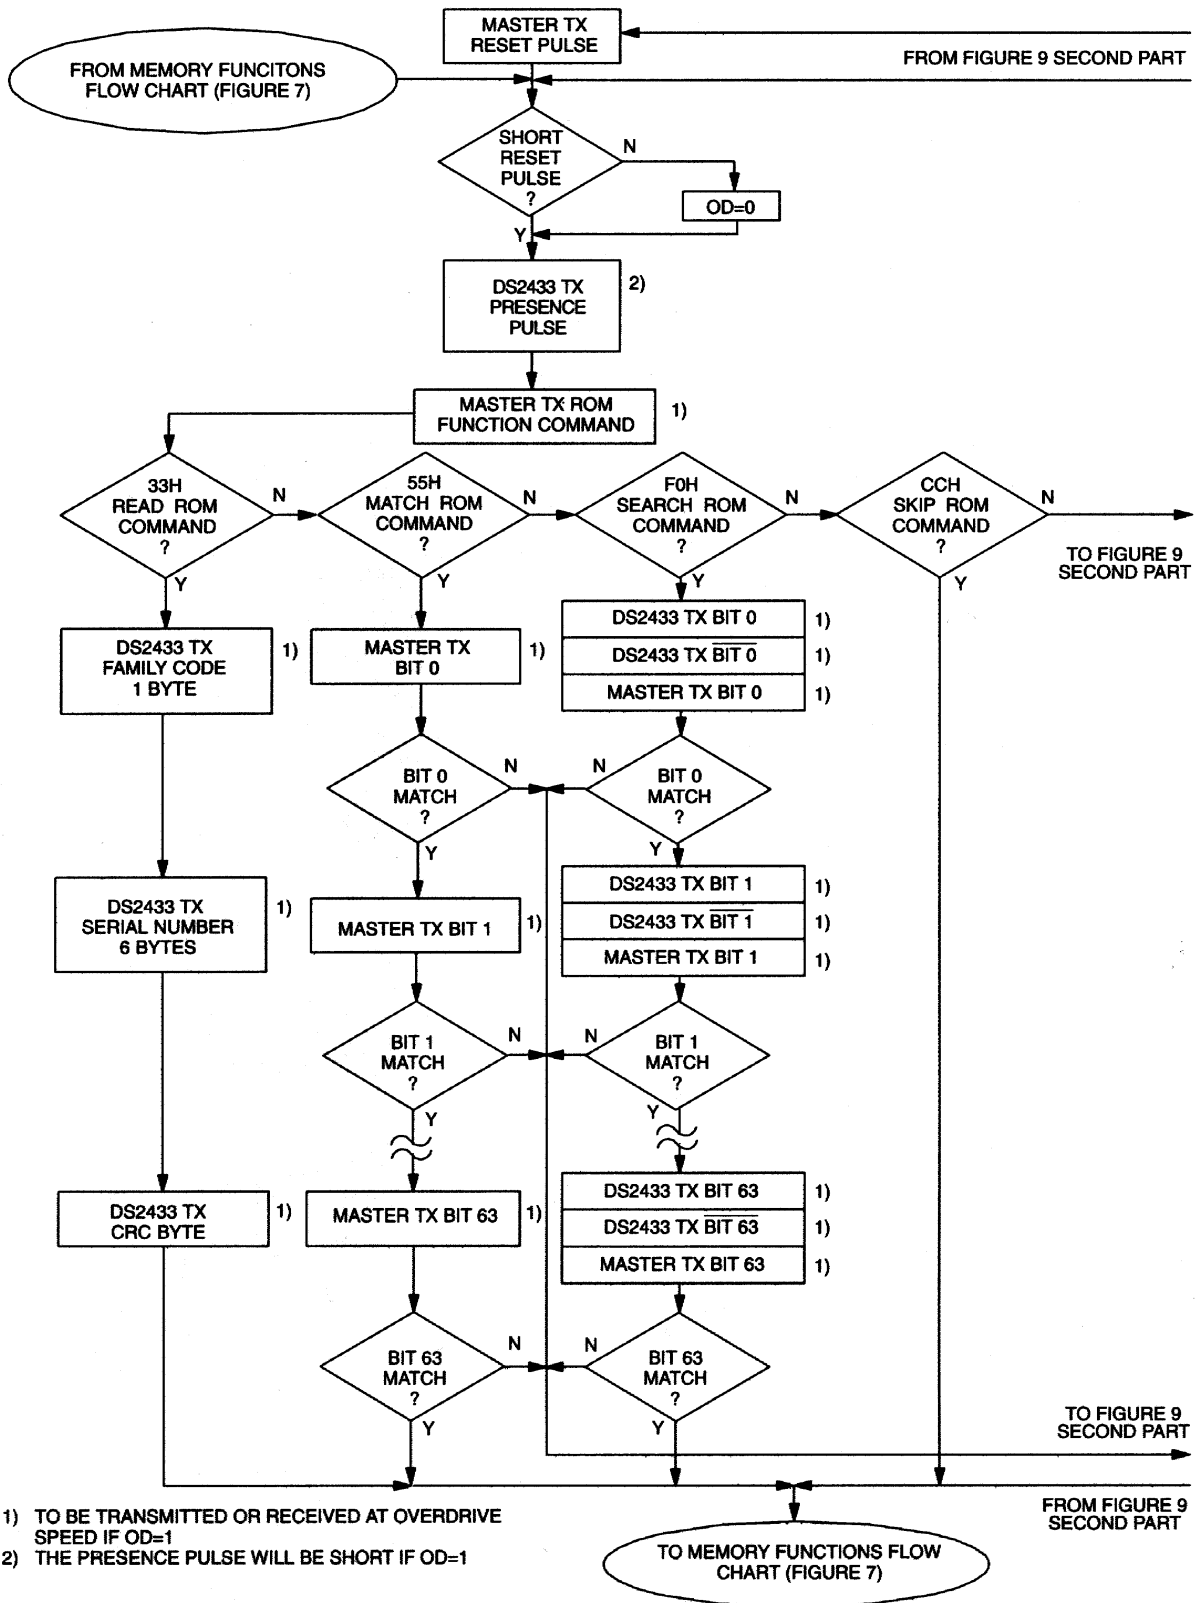 MASTER TX
RESET PULSE
FROM FIGURE 9 SECOND PART
FROM MEMORY FUNCITONS
FLOW CHART (FIGURE 7)
SHORT
RESET
PULSE
?
N
OD=0
Y
DS2433 TX
PRESENCE
PULSE
2)
MASTER TX ROM
FUNCTION COMMAND
1)
33H
READ ROM
COMMAND
?
N
Y
55H
MATCH ROM
COMMAND
?
N
Y
F0H
SEARCH ROM
COMMAND
?
N
Y
CCH
SKIP ROM
COMMAND
?
N
Y
TO FIGURE 9
SECOND PART
DS2433 TX
FAMILY CODE
1 BYTE
1)
MASTER TX
BIT 0
1)
DS2433 TX BIT 0
1)
DS2433 TX B̅I̅T̅ ̅0̅
1)
MASTER TX BIT 0
1)
BIT 0
MATCH
?
N
Y
N
BIT 0
MATCH
?
Y
DS2433 TX
SERIAL NUMBER
6 BYTES
1)
MASTER TX BIT 1
1)
DS2433 TX BIT 1
1)
DS2433 TX B̅I̅T̅ ̅1̅
1)
MASTER TX BIT 1
1)
BIT 1
MATCH
?
N
Y
N
BIT 1
MATCH
?
Y
DS2433 TX
CRC BYTE
1)
MASTER TX BIT 63
1)
DS2433 TX BIT 63
1)
DS2433 TX B̅I̅T̅ ̅6̅3̅
1)
MASTER TX BIT 63
1)
BIT 63
MATCH
?
N
Y
N
BIT 63
MATCH
?
Y
TO FIGURE 9
SECOND PART
FROM FIGURE 9
SECOND PART
1) TO BE TRANSMITTED OR RECEIVED AT OVERDRIVE
SPEED IF OD=1
2) THE PRESENCE PULSE WILL BE SHORT IF OD=1
TO MEMORY FUNCTIONS FLOW
CHART (FIGURE 7)